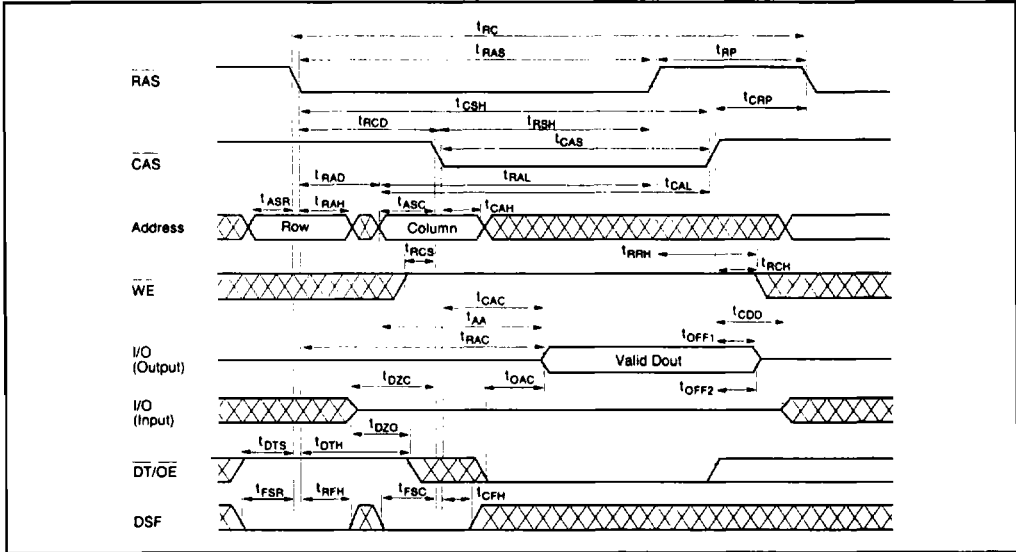 tRC
tRAS tRP
RAS
tCSH tCRP
tRCD tRSH
tCAS
CAS
tRAD tRAL
tCAL
tASR tRAH tASC tCAH
Address Row Column
tRCS tRRH
tRCH
WE
tCAC
tAA tCDD
tRAC tOFF1
I/O
(Output) Valid Dout
tDZC tOAC tOFF2
I/O
(Input)
tDZO
tDTS tDTH
DT/OE
tFSR tRFH tFSC tCFH
DSF